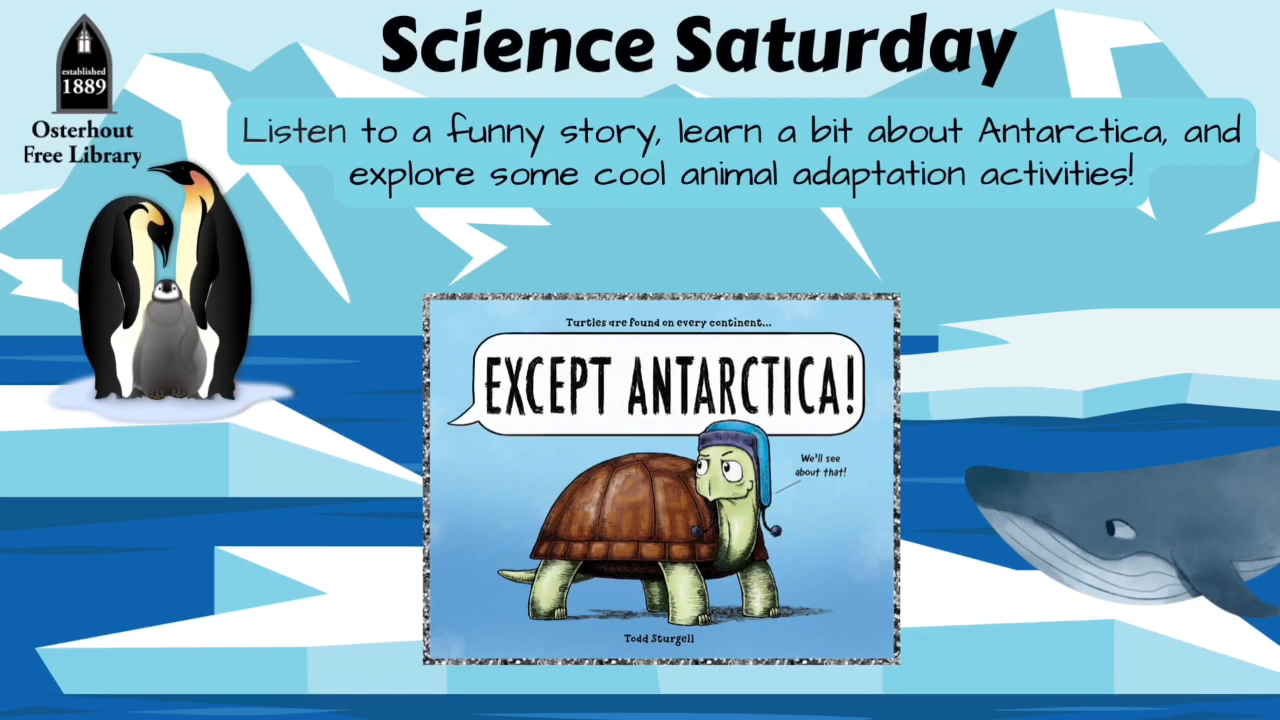 Science Saturday
established
1889
Osterhout
Free Library
Listen to a funny story, learn a bit about Antarctica, and
explore some cool animal adaptation activities!
Turtles are found on every continent...
EXCEPT ANTARCTICA!
We'll see
about that!
Todd Sturgell